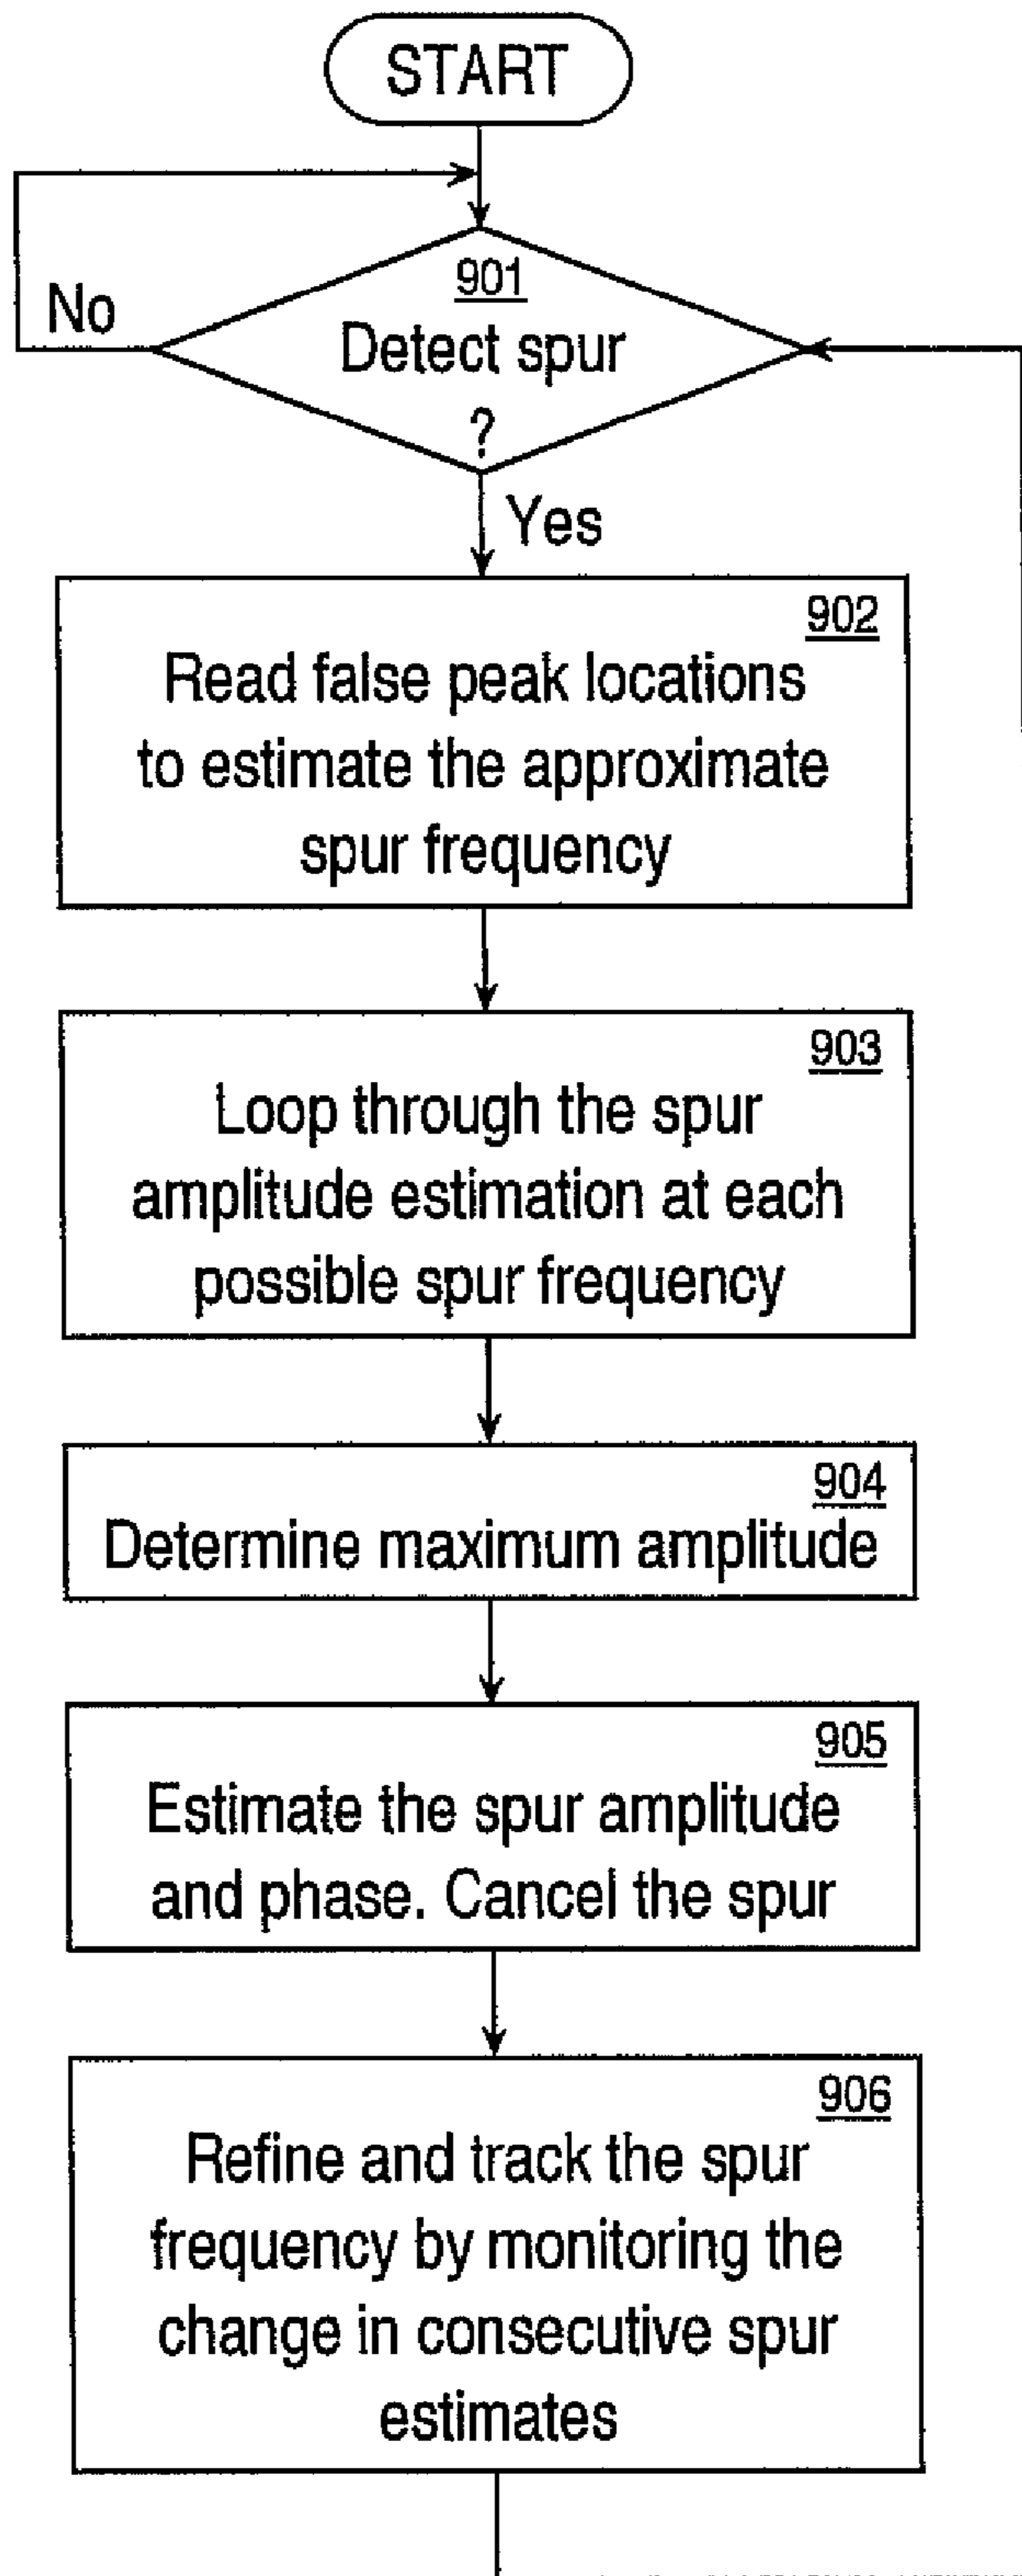 START
No
901
Detect spur
?
Yes
902
Read false peak locations
to estimate the approximate
spur frequency
903
Loop through the spur
amplitude estimation at each
possible spur frequency
904
Determine maximum amplitude
905
Estimate the spur amplitude
and phase. Cancel the spur
906
Refine and track the spur
frequency by monitoring the
change in consecutive spur
estimates